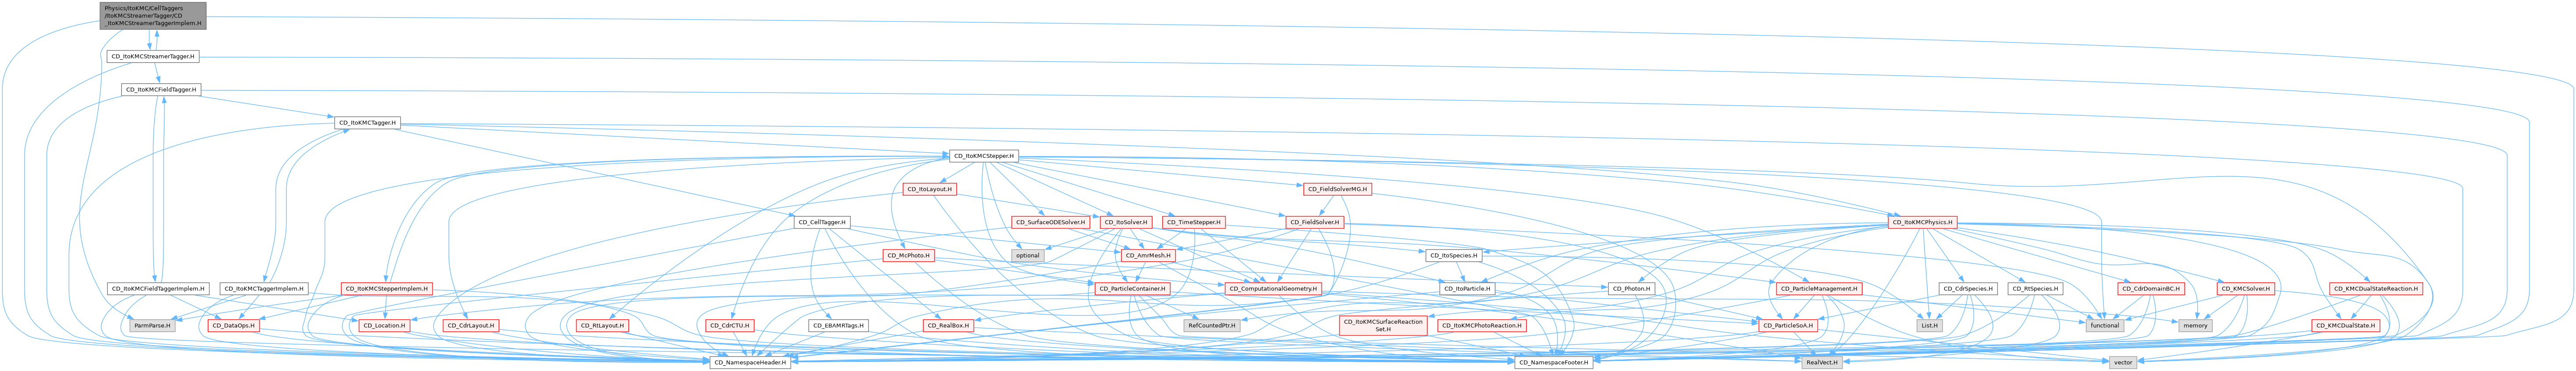 Physics/ItoKMC/CellTaggers
/ItoKMCStreamerTagger/CD
_ItoKMCStreamerTaggerImplem.H
CD_ItoKMCStreamerTagger.H
CD_ItoKMCFieldTagger.H
CD_ItoKMCTagger.H
CD_ItoKMCStepper.H
CD_ItoLayout.H
CD_FieldSolverMG.H
CD_CellTagger.H
CD_SurfaceODESolver.H
CD_ItoSolver.H
CD_TimeStepper.H
CD_FieldSolver.H
CD_ItoKMCPhysics.H
CD_McPhoto.H
optional
CD_AmrMesh.H
CD_ItoSpecies.H
CD_ItoKMCFieldTaggerImplem.H
CD_ItoKMCTaggerImplem.H
CD_ItoKMCStepperImplem.H
CD_ParticleContainer.H
CD_ComputationalGeometry.H
CD_ItoParticle.H
CD_Photon.H
CD_ParticleManagement.H
CD_CdrSpecies.H
CD_RtSpecies.H
CD_CdrDomainBC.H
CD_KMCSolver.H
CD_KMCDualStateReaction.H
ParmParse.H
CD_DataOps.H
CD_Location.H
CD_CdrLayout.H
CD_RtLayout.H
CD_CdrCTU.H
CD_EBAMRTags.H
CD_RealBox.H
RefCountedPtr.H
CD_ItoKMCSurfaceReaction
Set.H
CD_ItoKMCPhotoReaction.H
CD_ParticleSoA.H
List.H
functional
memory
CD_KMCDualState.H
CD_NamespaceHeader.H
CD_NamespaceFooter.H
RealVect.H
vector